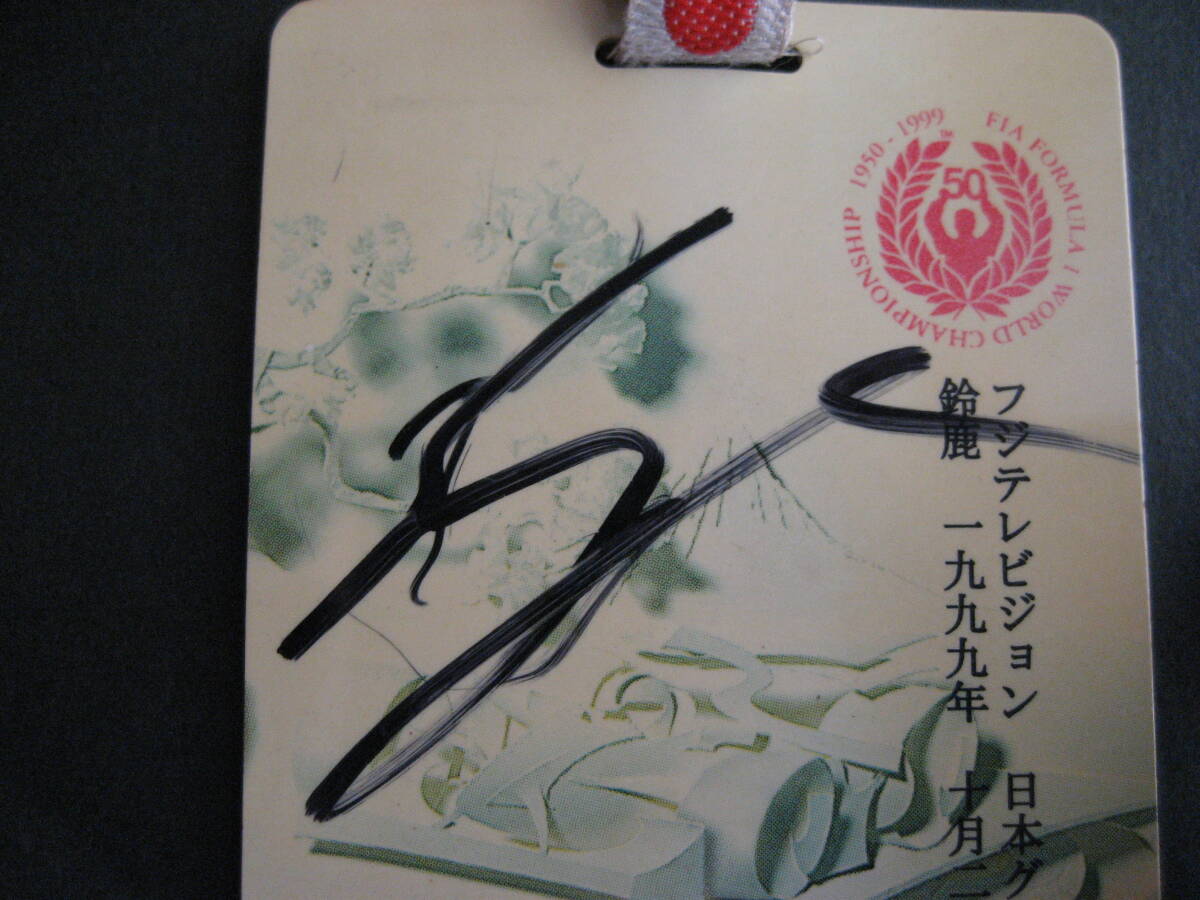 1950 - 1999 FIA FORMULA 1 WORLD CHAMPIONSHIP
TM
50
フジテレビジョン 日本グ
鈴鹿 一九九九年 十月二